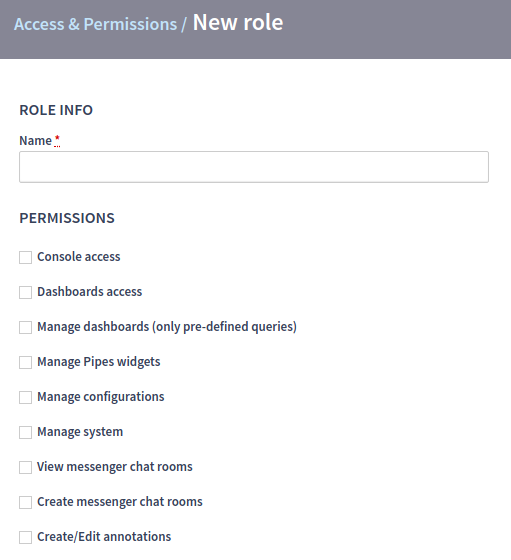 Access & Permissions / New role
ROLE INFO
Name *
PERMISSIONS
Console access
Dashboards access
Manage dashboards (only pre-defined queries)
Manage Pipes widgets
Manage configurations
Manage system
View messenger chat rooms
Create messenger chat rooms
Create/Edit annotations